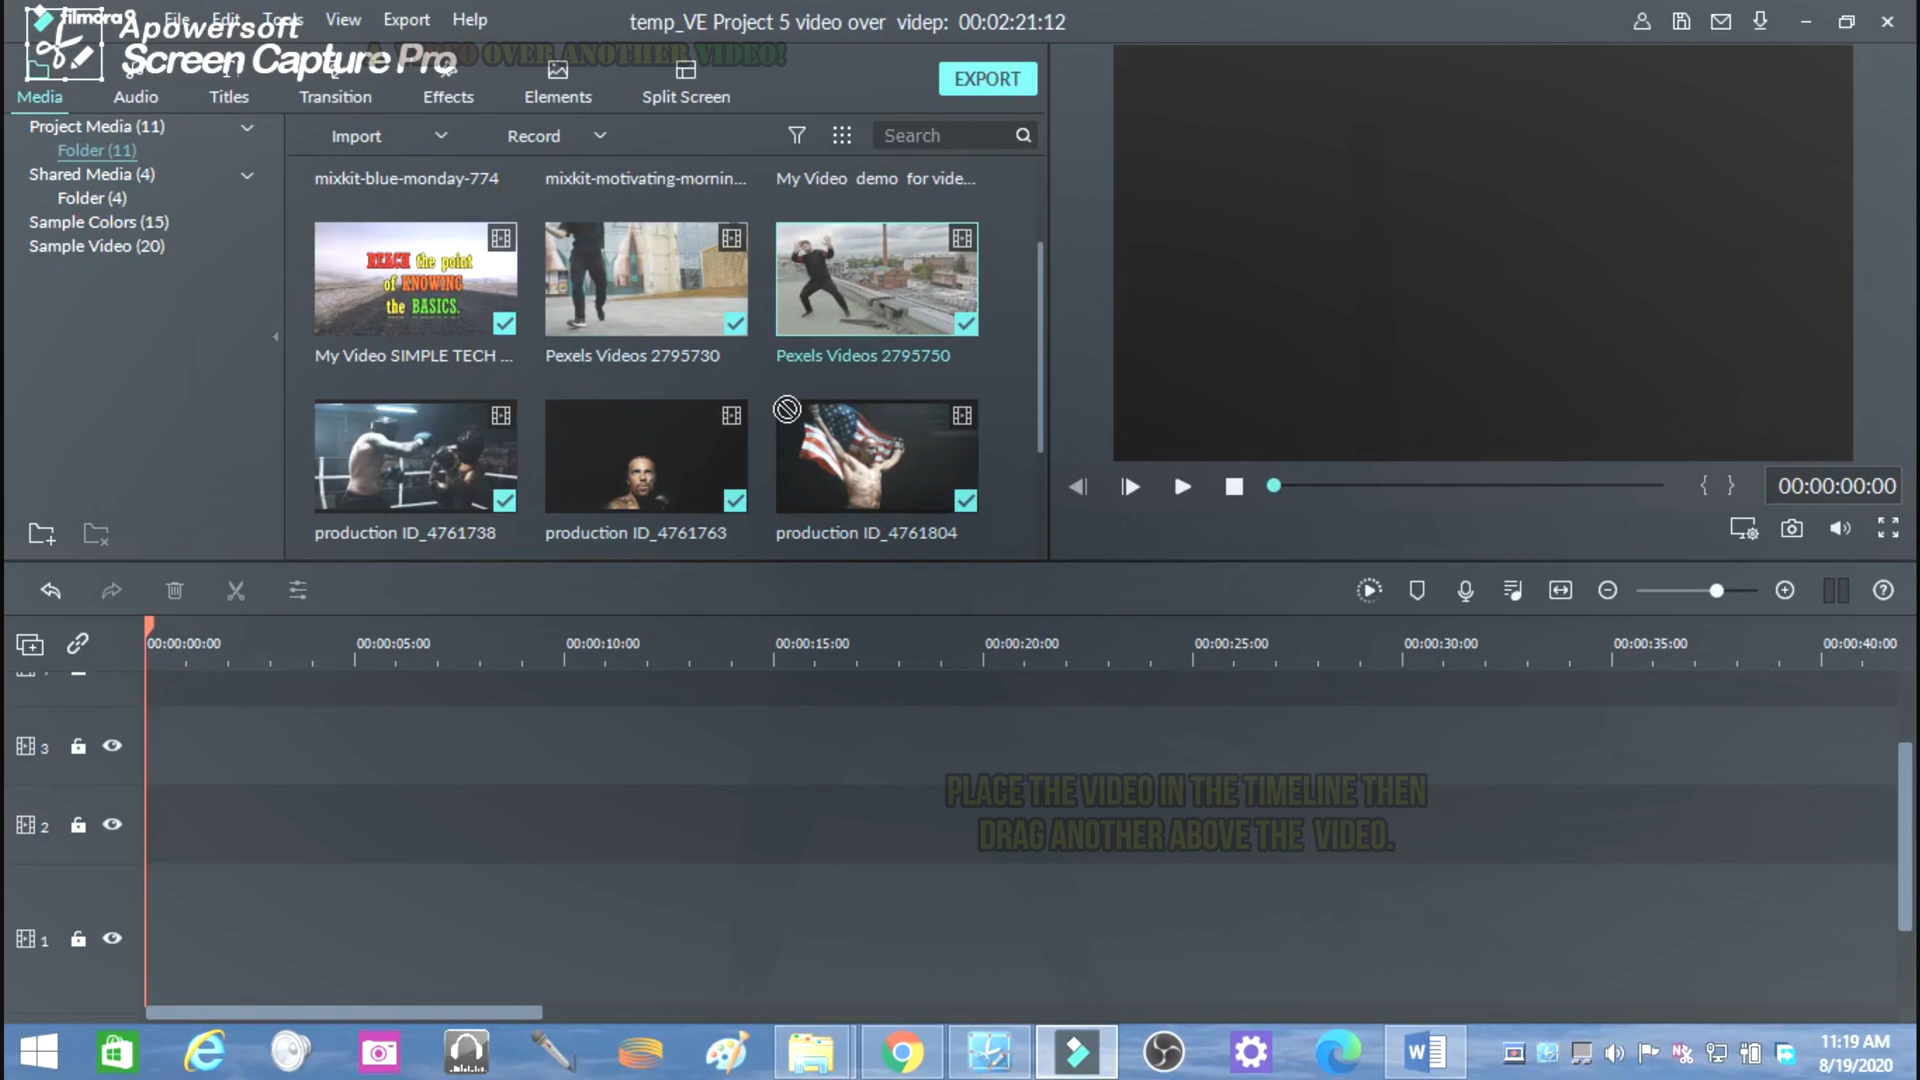 filmora9 File Edit Tools View Export Help temp_VE Project 5 video over videp: 00:02:21:12
Apowersoft
Screen Capture Pro
A VIDEO OVER ANOTHER VIDEO!
EXPORT
Media Audio Titles Transition Effects Elements Split Screen
Project Media (11)
Folder (11)
Shared Media (4)
Folder (4)
Sample Colors (15)
Sample Video (20)
Import Record Search
mixkit-blue-monday-774 mixkit-motivating-mornin... My Video demo for vide...
REACH the point
of KNOWING
the BASICS.
My Video SIMPLE TECH ... Pexels Videos 2795730 Pexels Videos 2795750
production ID_4761738 production ID_4761763 production ID_4761804
{ } 00:00:00:00
00:00:00:00 00:00:05:00 00:00:10:00 00:00:15:00 00:00:20:00 00:00:25:00 00:00:30:00 00:00:35:00 00:00:40:00
3
2
1
PLACE THE VIDEO IN THE TIMELINE THEN
DRAG ANOTHER ABOVE THE VIDEO.
11:19 AM
8/19/2020